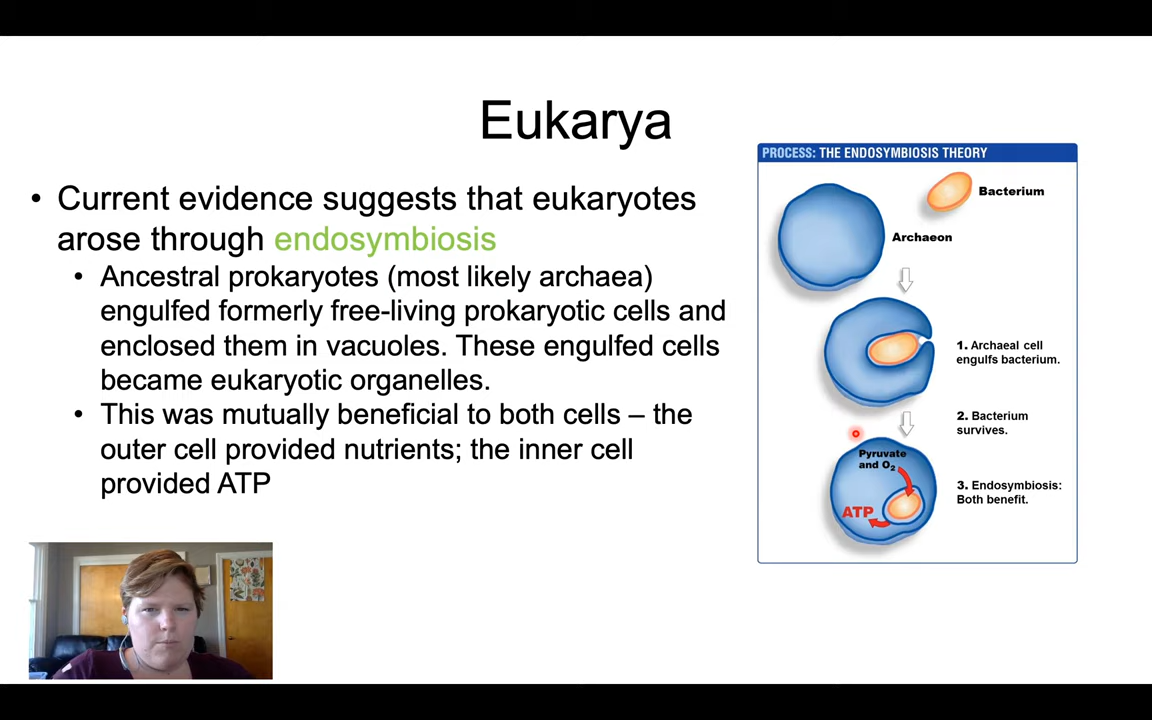 Eukarya
• Current evidence suggests that eukaryotes
arose through endosymbiosis
• Ancestral prokaryotes (most likely archaea)
engulfed formerly free-living prokaryotic cells and
enclosed them in vacuoles. These engulfed cells
became eukaryotic organelles.
• This was mutually beneficial to both cells – the
outer cell provided nutrients; the inner cell
provided ATP
PROCESS: THE ENDOSYMBIOSIS THEORY
Bacterium
Archaeon
1. Archaeal cell
engulfs bacterium.
2. Bacterium
survives.
Pyruvate
and O₂
ATP
3. Endosymbiosis:
Both benefit.